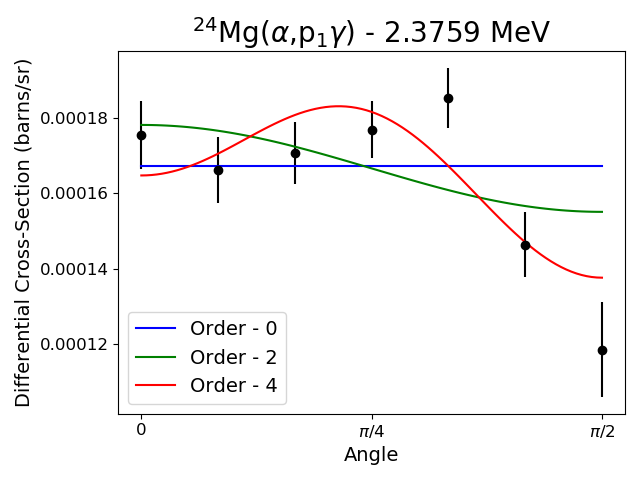 ²⁴Mg(α,p₁γ) - 2.3759 MeV
Differential Cross-Section (barns/sr)
0.00018
0.00016
0.00014
0.00012
Order - 0
Order - 2
Order - 4
0
π/4
π/2
Angle